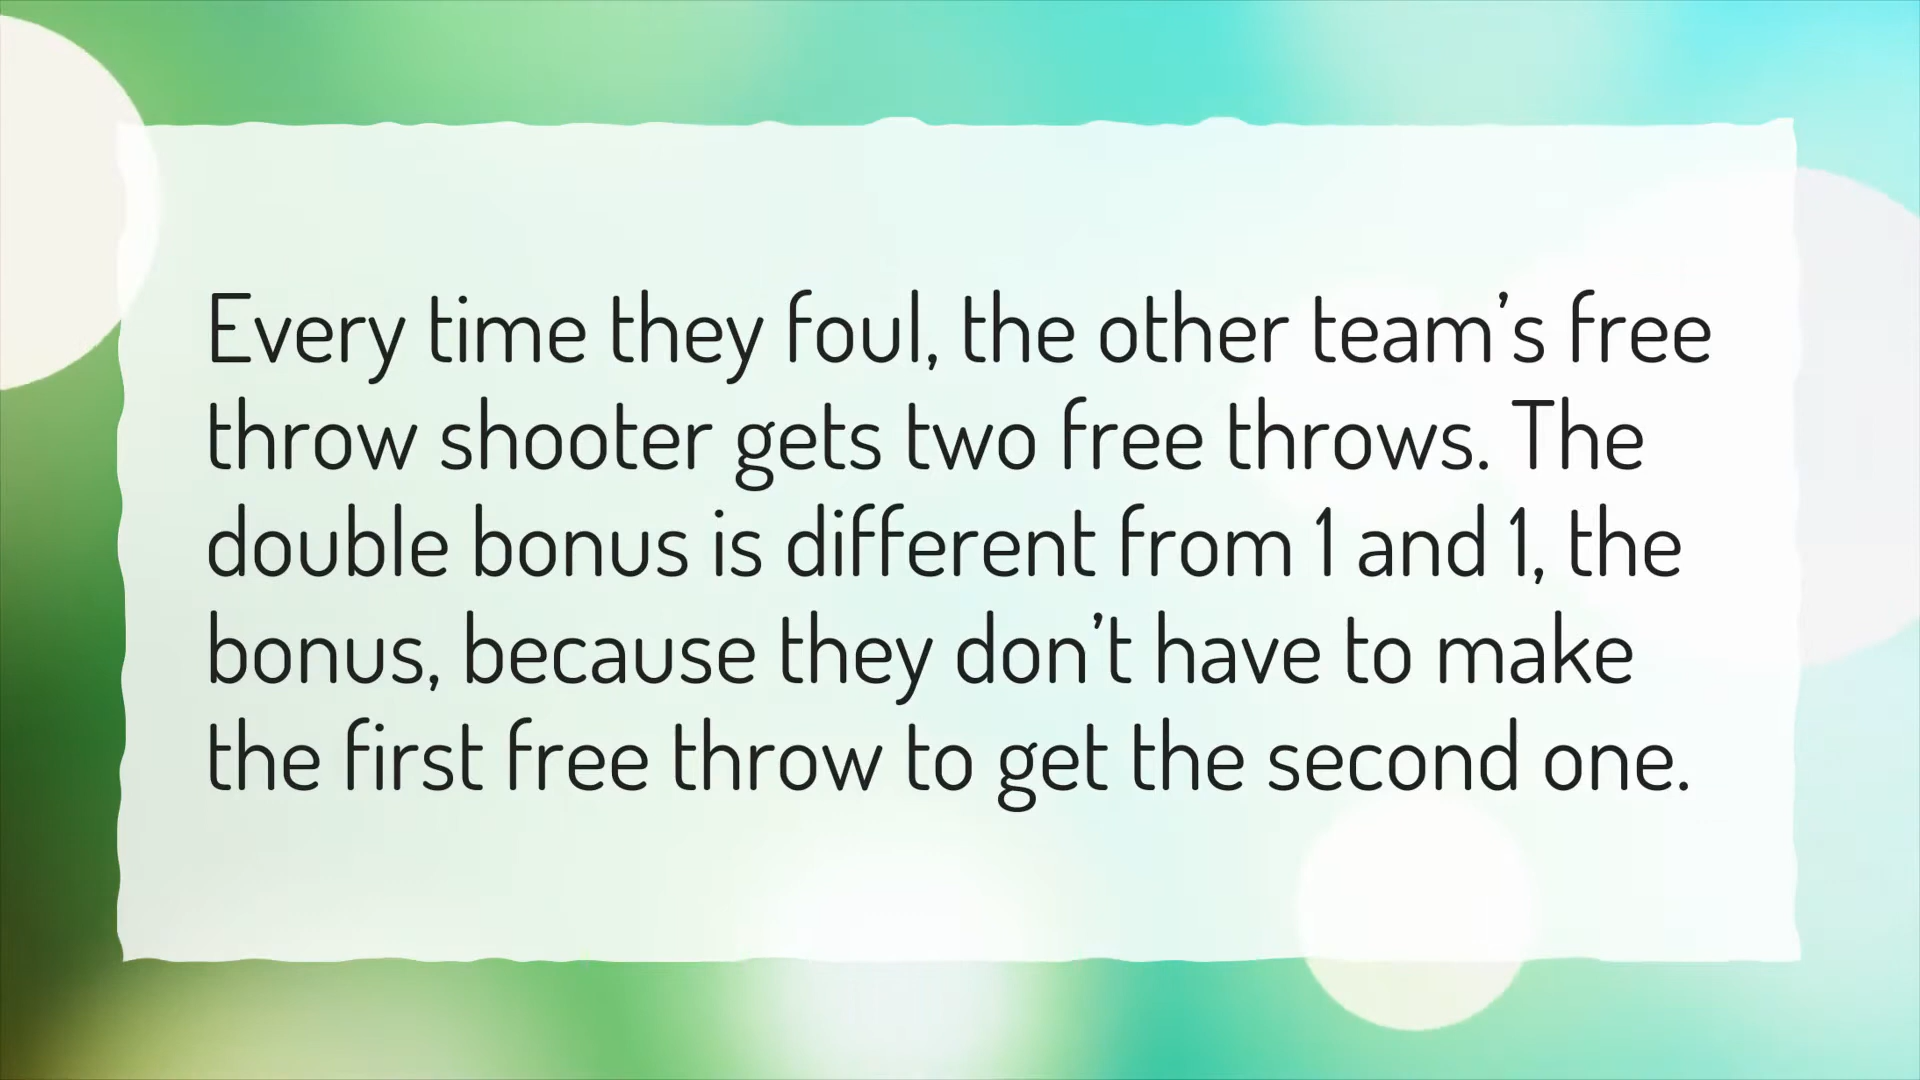 Every time they foul, the other team’s free
throw shooter gets two free throws. The
double bonus is different from 1 and 1, the
bonus, because they don’t have to make
the first free throw to get the second one.